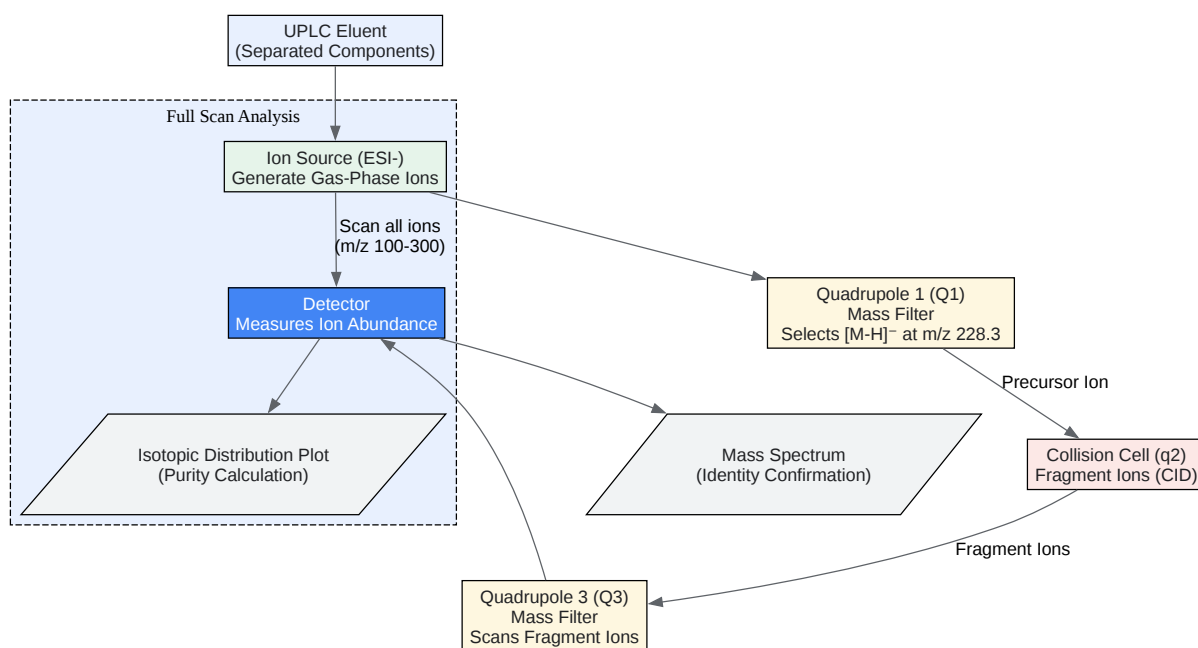 UPLC Eluent
(Separated Components)
Full Scan Analysis
Ion Source (ESI-)
Generate Gas-Phase Ions
Scan all ions
(m/z 100-300)
Detector
Measures Ion Abundance
Quadrupole 1 (Q1)
Mass Filter
Selects [M-H]⁻ at m/z 228.3
Precursor Ion
Isotopic Distribution Plot
(Purity Calculation)
Mass Spectrum
(Identity Confirmation)
Collision Cell (q2)
Fragment Ions (CID)
Fragment Ions
Quadrupole 3 (Q3)
Mass Filter
Scans Fragment Ions